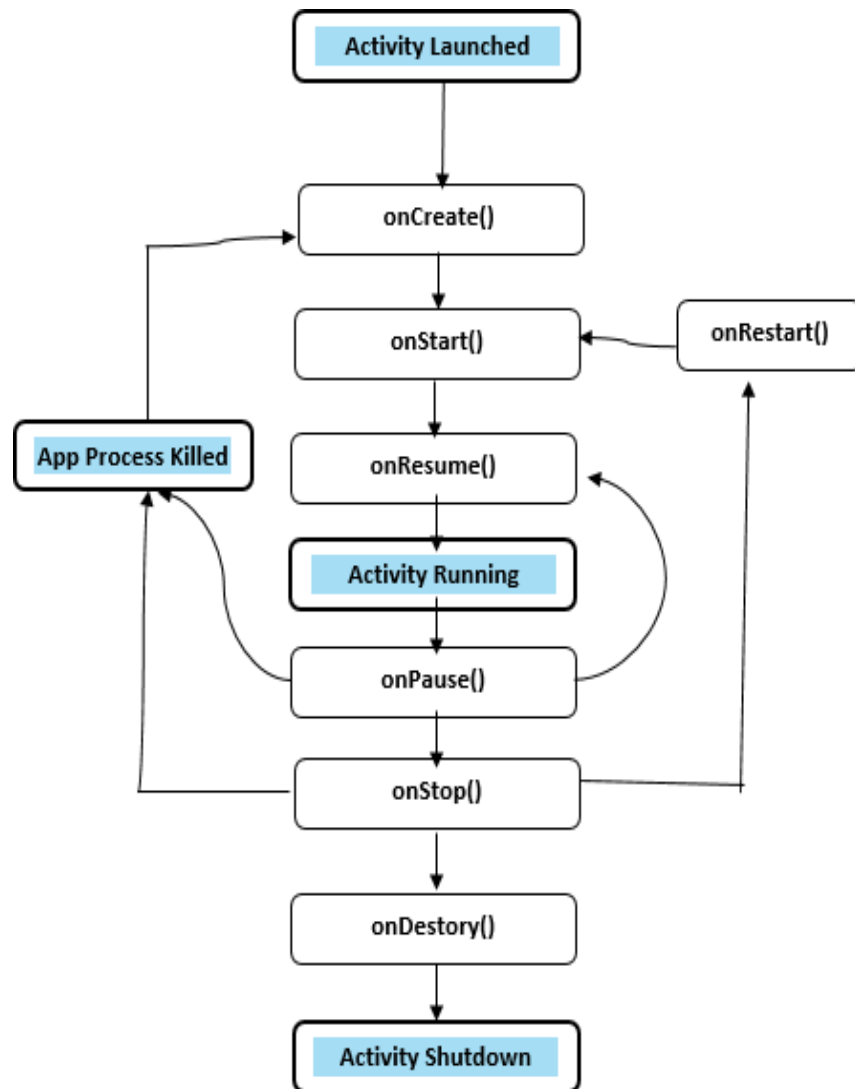 Activity Launched
onCreate()
onStart()
onRestart()
App Process Killed
onResume()
Activity Running
onPause()
onStop()
onDestory()
Activity Shutdown